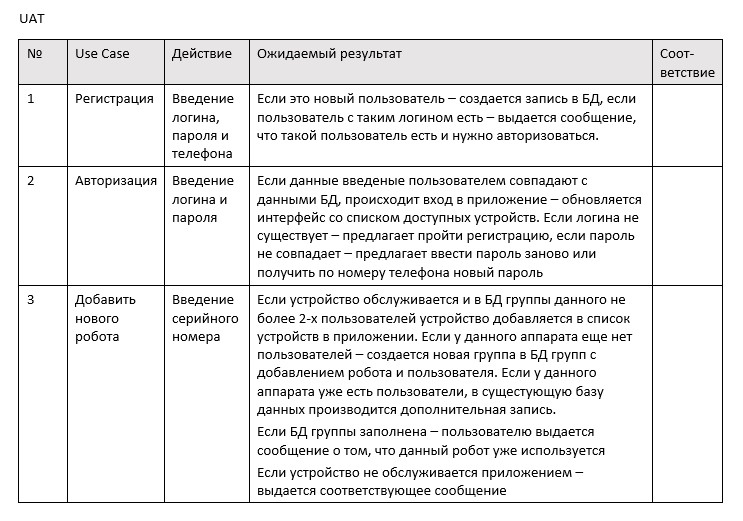 UAT
№ Use Case Действие Ожидаемый результат Соот-
ветствие
1 Регистрация Введение
логина,
пароля и
телефона
Если это новый пользователь – создается запись в БД, если
пользователь с таким логином есть – выдается сообщение,
что такой пользователь есть и нужно авторизоваться.
2 Авторизация Введение
логина и
пароля
Если данные введеные пользователем совпадают с
данными БД, происходит вход в приложение – обновляется
интерфейс со списком доступных устройств. Если логина не
существует – предлагает пройти регистрацию, если пароль
не совпадает – предлагает ввести пароль заново или
получить по номеру телефона новый пароль
3 Добавить
нового
робота
Введение
серийного
номера
Если устройство обслуживается и в БД группы данного не
более 2-х пользователей устройство добавляется в список
устройств в приложении. Если у данного аппарата еще нет
пользователей – создается новая группа в БД групп с
добавлением робота и пользователя. Если у данного
аппарата уже есть пользователи, в сущестующую базу
данных производится дополнительная запись.
Если БД группы заполнена – пользователю выдается
сообщение о том, что данный робот уже используется
Если устройство не обслуживается приложением –
выдается соответствующее сообщение